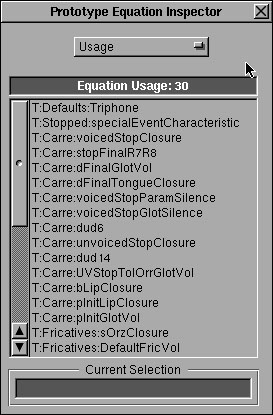 Prototype Equation Inspector
Usage
Equation Usage: 30
T:Defaults:Triphone
T:Stopped:specialEventCharacteristic
T:Carre:voicedStopClosure
T:Carre:stopFinalR7R8
T:Carre:dFinalGlotVol
T:Carre:dFinalTongueClosure
T:Carre:voicedStopParamSilence
T:Carre:voicedStopGlotSilence
T:Carre:dud6
T:Carre:unvoicedStopClosure
T:Carre:dud14
T:Carre:UVStopTolOrrGlotVol
T:Carre:bLipClosure
T:Carre:pInitLipClosure
T:Carre:pInitGlotVol
T:Fricatives:sOrzClosure
T:Fricatives:DefaultFricVol
Current Selection